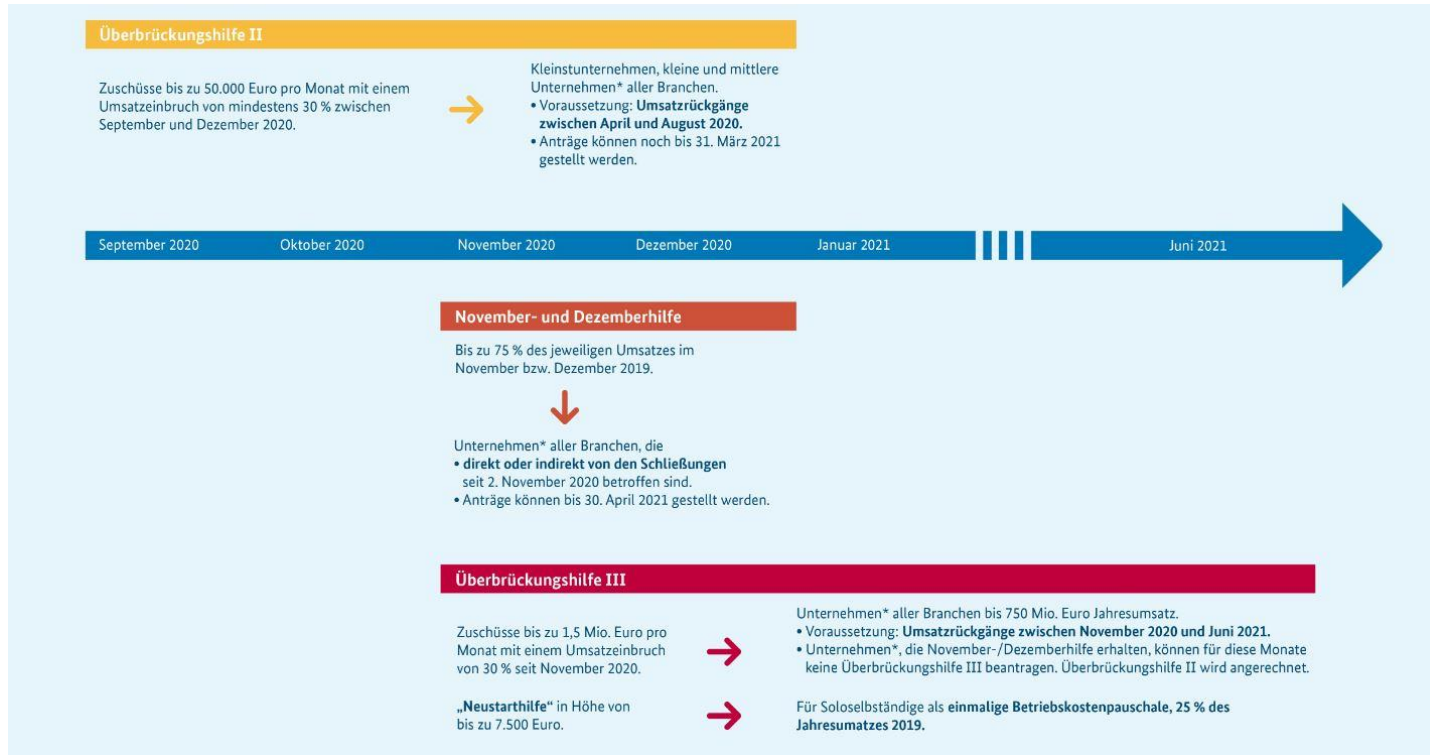 Überbrückungshilfe II
Zuschüsse bis zu 50.000 Euro pro Monat mit einem
Umsatzeinbruch von mindestens 30 % zwischen
September und Dezember 2020.
Kleinstunternehmen, kleine und mittlere
Unternehmen* aller Branchen.
• Voraussetzung: Umsatzrückgänge
zwischen April und August 2020.
• Anträge können noch bis 31. März 2021
gestellt werden.
September 2020 Oktober 2020 November 2020 Dezember 2020 Januar 2021 Juni 2021
November- und Dezemberhilfe
Bis zu 75 % des jeweiligen Umsatzes im
November bzw. Dezember 2019.
Unternehmen* aller Branchen, die
• direkt oder indirekt von den Schließungen
seit 2. November 2020 betroffen sind.
• Anträge können bis 30. April 2021 gestellt werden.
Überbrückungshilfe III
Zuschüsse bis zu 1,5 Mio. Euro pro
Monat mit einem Umsatzeinbruch
von 30 % seit November 2020.
Unternehmen* aller Branchen bis 750 Mio. Euro Jahresumsatz.
• Voraussetzung: Umsatzrückgänge zwischen November 2020 und Juni 2021.
• Unternehmen*, die November-/Dezemberhilfe erhalten, können für diese Monate
keine Überbrückungshilfe III beantragen. Überbrückungshilfe II wird angerechnet.
„Neustarthilfe“ in Höhe von
bis zu 7.500 Euro.
Für Soloselbständige als einmalige Betriebskostenpauschale, 25 % des
Jahresumatzes 2019.